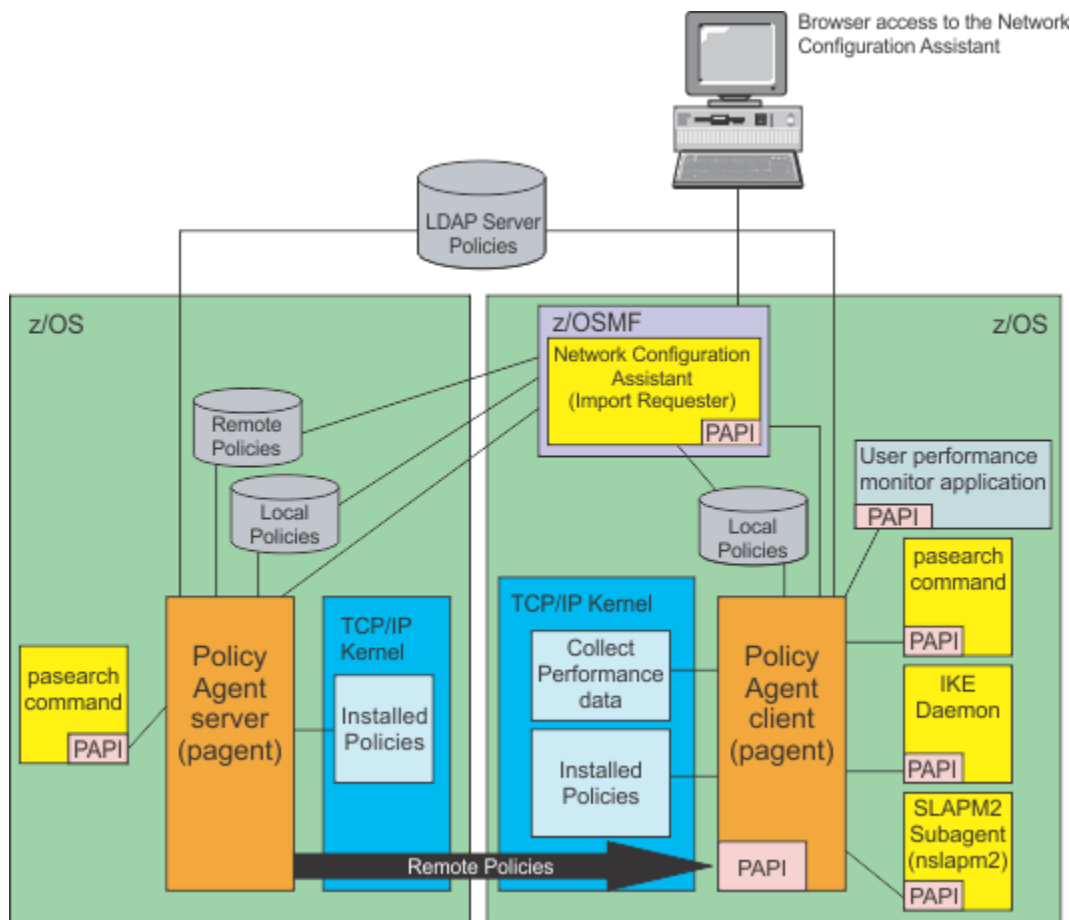 Browser access to the Network
Configuration Assistant
LDAP Server
Policies
z/OS
Remote
Policies
Local
Policies
pasearch
command
PAPI
Policy
Agent
server
(pagent)
TCP/IP
Kernel
Installed
Policies
Remote Policies
z/OSMF
z/OS
Network Configuration
Assistant
(Import Requester)
PAPI
Local
Policies
User performance
monitor application
PAPI
TCP/IP Kernel
Collect
Performance
data
Installed
Policies
Policy
Agent
client
(pagent)
PAPI
pasearch
command
PAPI
IKE
Daemon
PAPI
SLAPM2
Subagent
(nslapm2)
PAPI